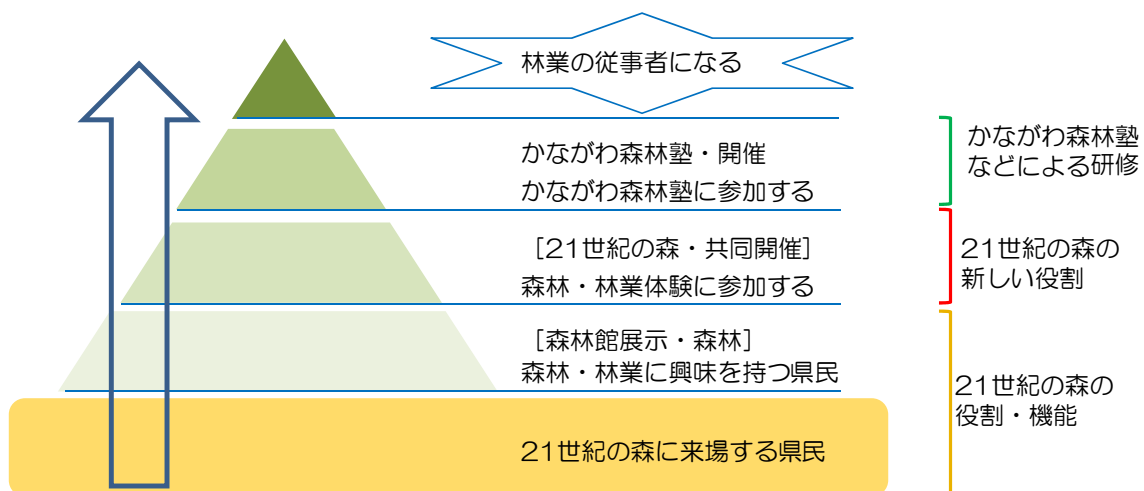 林業の従事者になる
かながわ森林塾・開催
かながわ森林塾に参加する
かながわ森林塾
などによる研修
［21世紀の森・共同開催］
森林・林業体験に参加する
21世紀の森の
新しい役割
［森林館展示・森林］
森林・林業に興味を持つ県民
21世紀の森の
役割・機能
21世紀の森に来場する県民